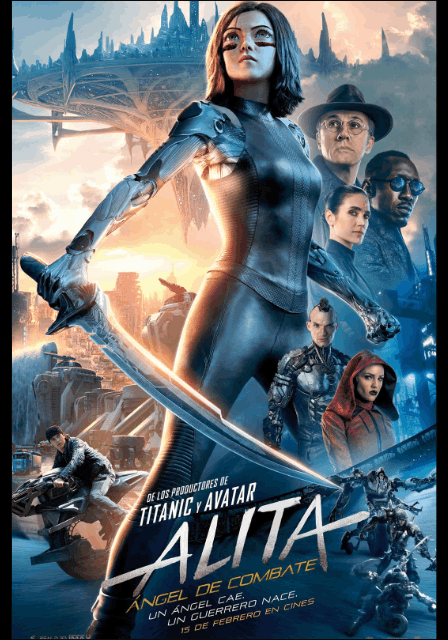 DE LOS PRODUCTORES DE
TITANIC Y AVATAR
ALITA
ÁNGEL DE COMBATE
UN ÁNGEL CAE.
UN GUERRERO NACE.
15 DE FEBRERO EN CINES